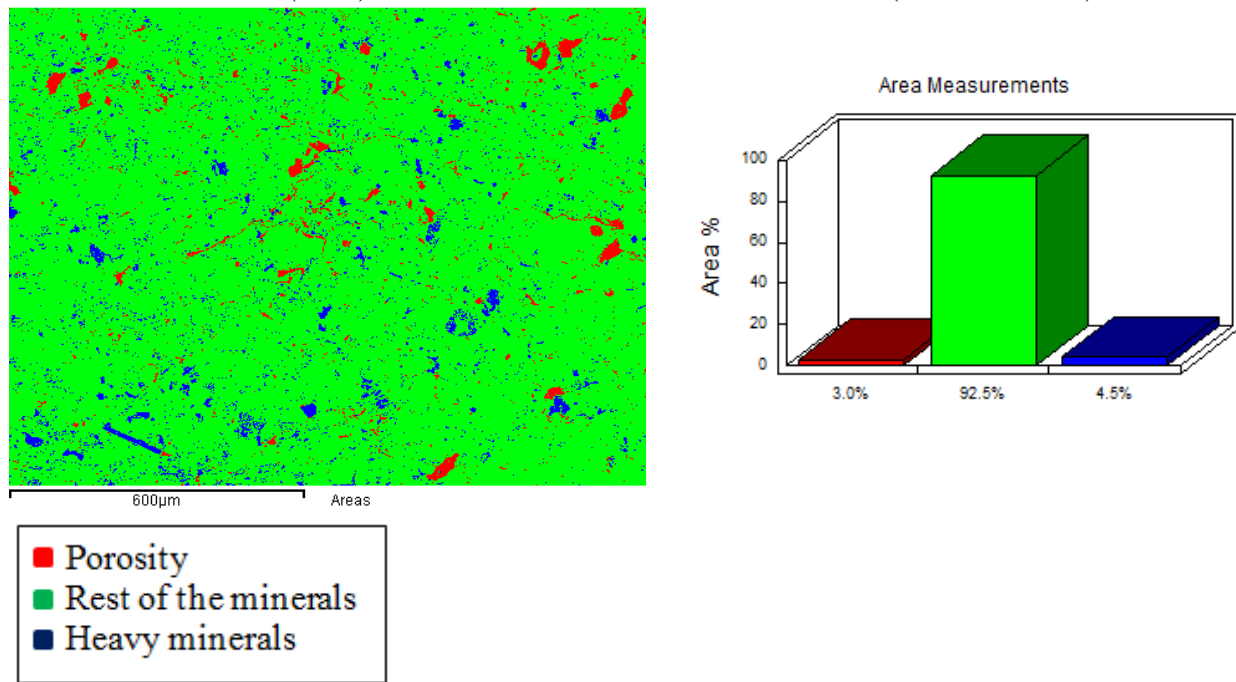 600µm Areas
Porosity
Rest of the minerals
Heavy minerals
Area Measurements
Area %
100
80
60
40
20
0
3.0% 92.5% 4.5%